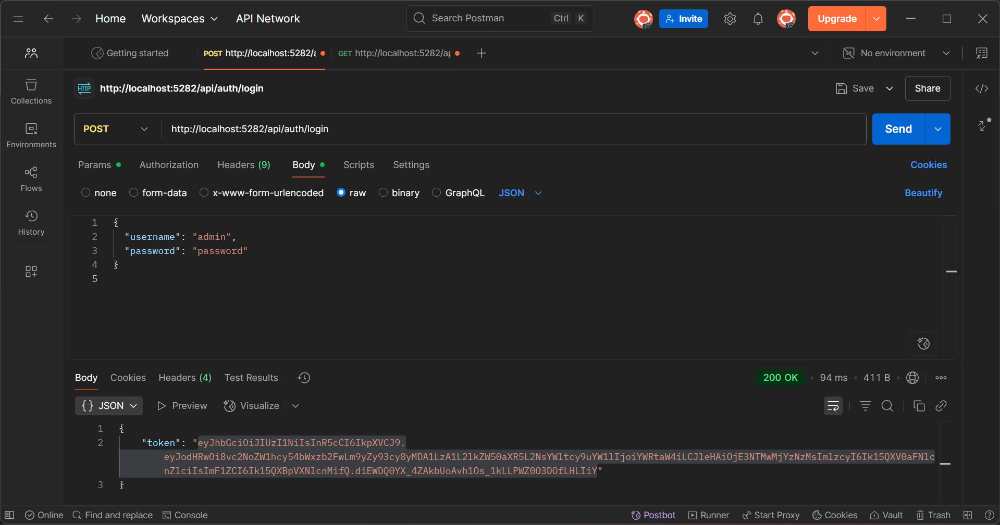 Home Workspaces API Network Search Postman Ctrl K Invite Upgrade
Getting started POST http://localhost:5282/a GET http://localhost:5282/ap No environment
HTTP http://localhost:5282/api/auth/login Save Share
POST http://localhost:5282/api/auth/login Send
Params Authorization Headers (9) Body Scripts Settings Cookies
none form-data x-www-form-urlencoded raw binary GraphQL JSON Beautify
Collections
Environments
Flows
History
1 {
2 "username": "admin",
3 "password": "password"
4 }
5
Body Cookies Headers (4) Test Results 200 OK 94 ms 411 B
{} JSON Preview Visualize
1 {
2 "token": "eyJhbGciOiJIUzI1NiIsInR5cCI6IkpXVCJ9.
eyJodHRwOi8vc2NoZW1hcy54bWxzb2FwLm9yZy93cy8yMDA1LzA1L2lkZW50aXR5L2NsYWltcy9uYW1lIjoiYWRtaW4iLCJleHAiOjE3NTMwMjYzNzMsImlzcyI6Ik15QXV0aFNlc
nZlciIsImF1ZCI6Ik15QXBpVXNlcnMifQ.diEWDQ0YX_4ZAkbUoAvh1Os_1kLLPWZ0O3DOfLHLIiY"
3 }
Online Find and replace Console Postbot Runner Start Proxy Cookies Vault Trash